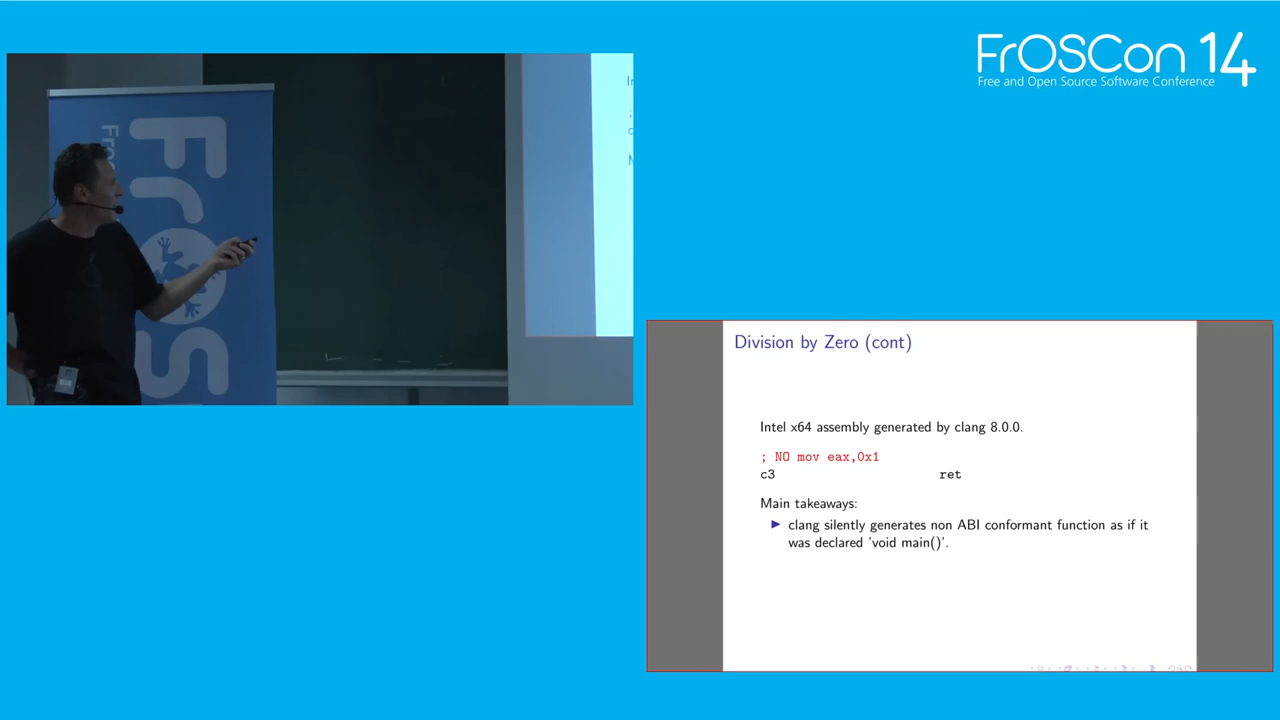 FrOSCon 14
Free and Open Source Software Conference
FrOS
Division by Zero (cont)
Intel x64 assembly generated by clang 8.0.0.
; NO mov eax,0x1
c3 ret
Main takeaways:
▶ clang silently generates non ABI conformant function as if it
was declared 'void main()'.